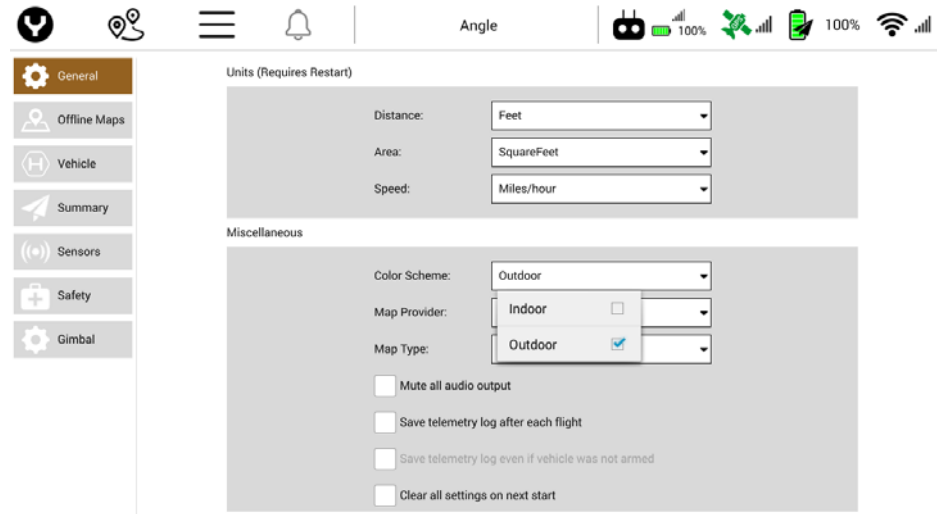 Angle
100%
100%
General
Offline Maps
Vehicle
Summary
Sensors
Safety
Gimbal
Units (Requires Restart)
Distance: Feet
Area: SquareFeet
Speed: Miles/hour
Miscellaneous
Color Scheme: Outdoor
Indoor
Map Provider:
Outdoor
Map Type:
Mute all audio output
Save telemetry log after each flight
Save telemetry log even if vehicle was not armed
Clear all settings on next start